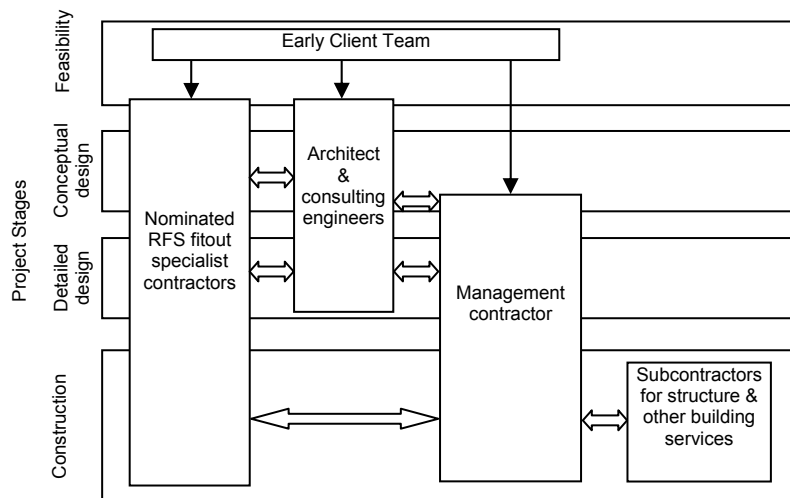 Early Client Team
Feasibility
Architect
&
consulting
engineers
Conceptual
design
Nominated
RFS fitout
specialist
contractors
Project Stages
Detailed
design
Management
contractor
Subcontractors
for structure &
other building
services
Construction